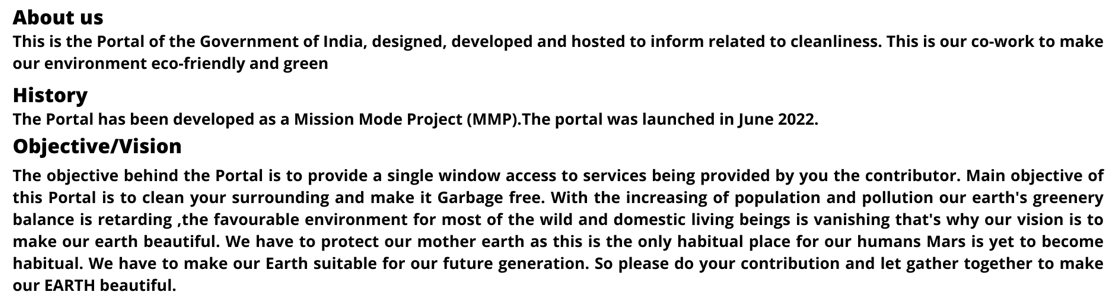 About us
This is the Portal of the Government of India, designed, developed and hosted to inform related to cleanliness. This is our co-work to make
our environment eco-friendly and green
History
The Portal has been developed as a Mission Mode Project (MMP).The portal was launched in June 2022.
Objective/Vision
The objective behind the Portal is to provide a single window access to services being provided by you the contributor. Main objective of
this Portal is to clean your surrounding and make it Garbage free. With the increasing of population and pollution our earth's greenery
balance is retarding ,the favourable environment for most of the wild and domestic living beings is vanishing that's why our vision is to
make our earth beautiful. We have to protect our mother earth as this is the only habitual place for our humans Mars is yet to become
habitual. We have to make our Earth suitable for our future generation. So please do your contribution and let gather together to make
our EARTH beautiful.